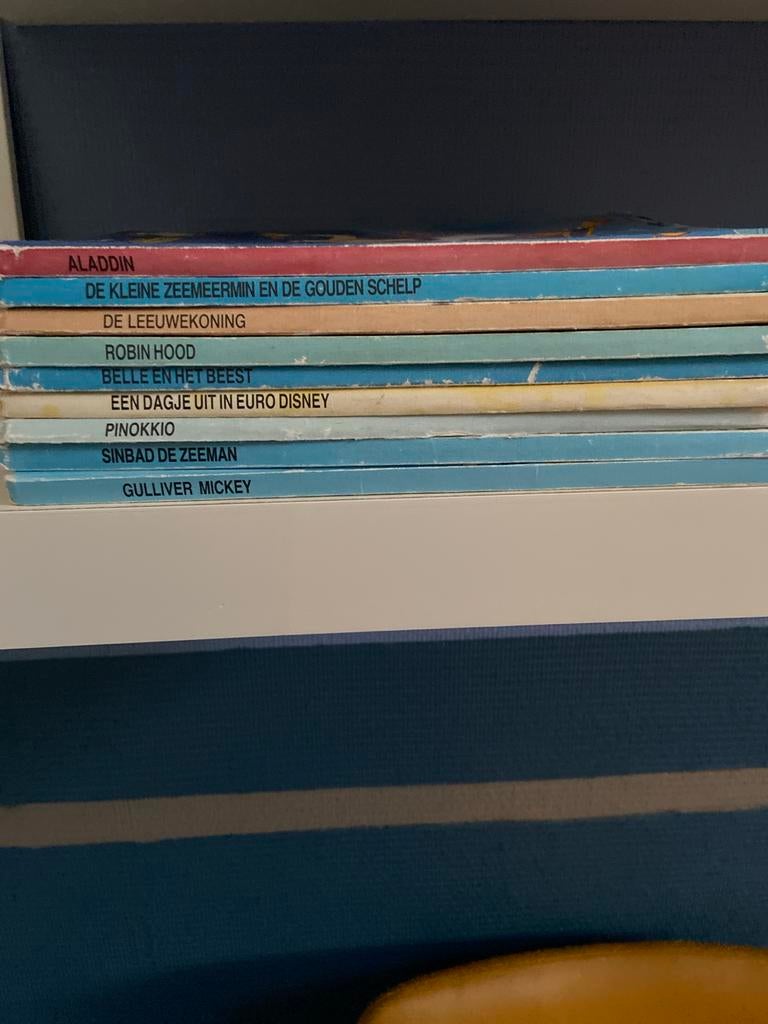 ALADDIN
DE KLEINE ZEEMEERMIN EN DE GOUDEN SCHELP
DE LEEUWEKONING
ROBIN HOOD
BELLE EN HET BEEST
EEN DAGJE UIT IN EURO DISNEY
PINOKKIO
SINBAD DE ZEEMAN
GULLIVER MICKEY